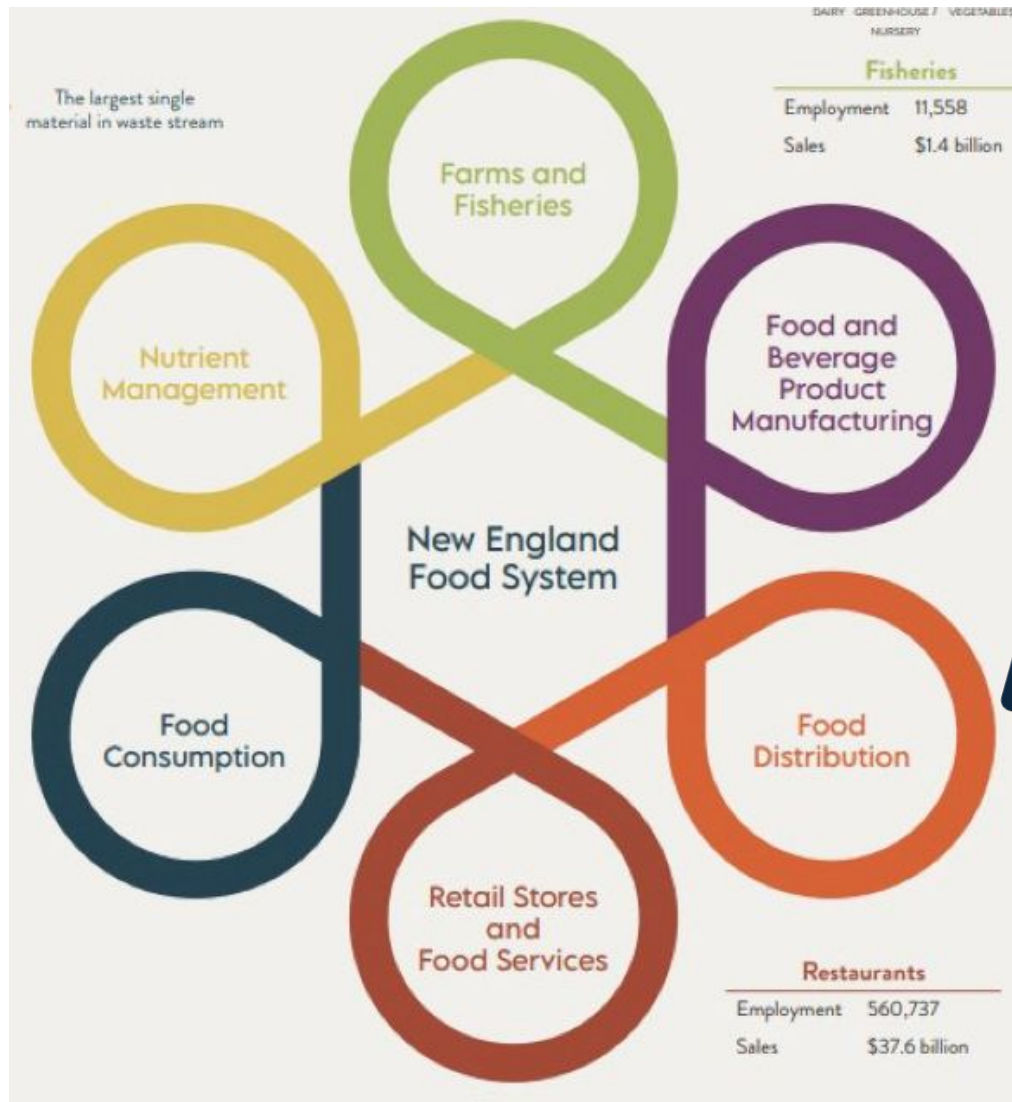 DAIRY GREENHOUSE / VEGETABLES
NURSERY
The largest single
material in waste stream
Fisheries
Employment 11,558
Sales $1.4 billion
Farms and
Fisheries
Nutrient
Management
Food and
Beverage
Product
Manufacturing
New England
Food System
Food
Consumption
Food
Distribution
Retail Stores
and
Food Services
Restaurants
Employment 560,737
Sales $37.6 billion